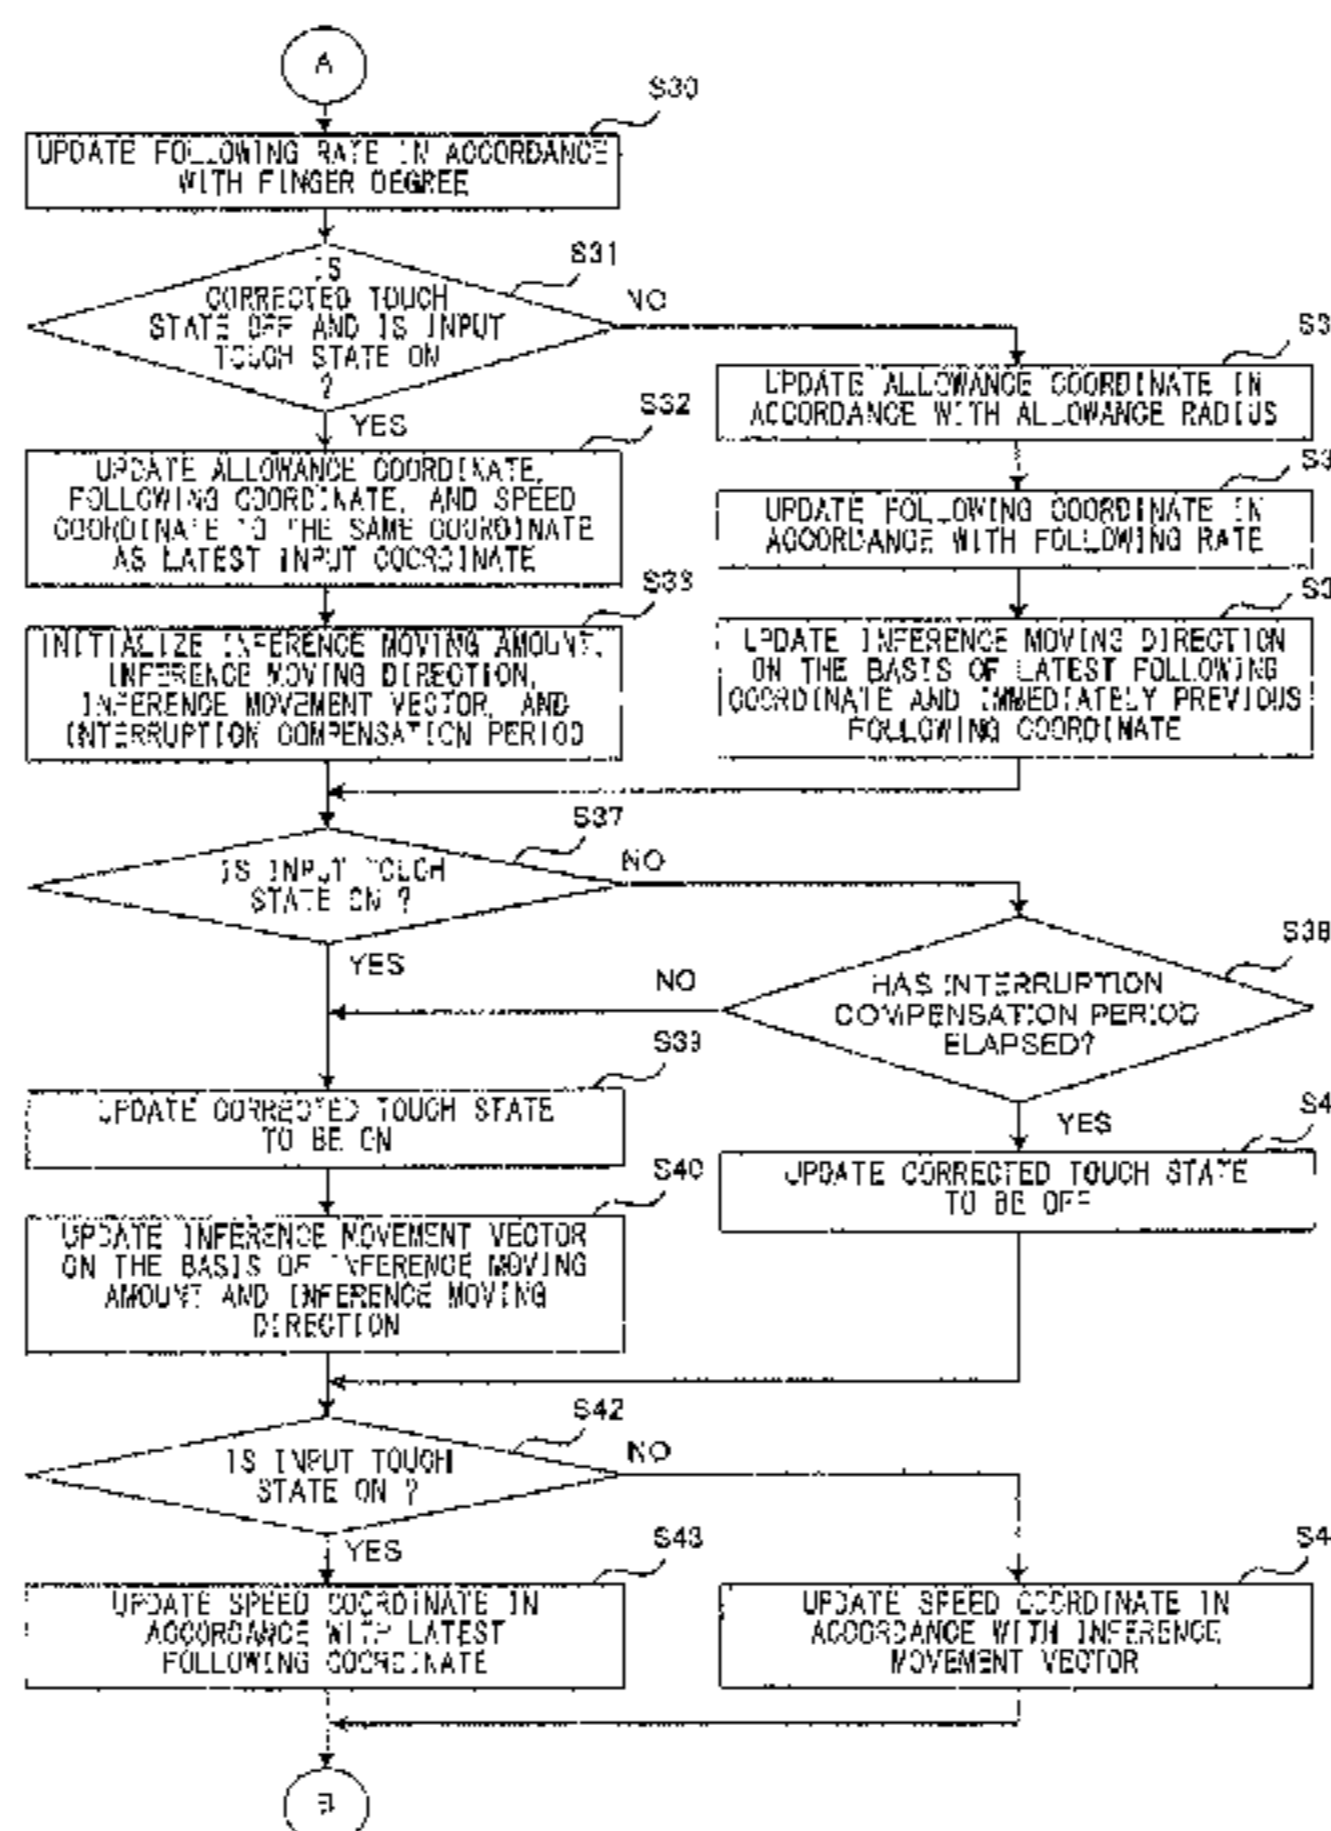 A
S30
UPDATE FOLLOWING RATE IN ACCORDANCE
WITH FINGER DEGREE
S31
IS
CORRECTED TOUCH
STATE OFF AND IS INPUT
TOUCH STATE ON
?
NO
YES
S32
UPDATE ALLOWANCE COORDINATE,
FOLLOWING COORDINATE, AND SPEED
COORDINATE TO THE SAME COORDINATE
AS LATEST INPUT COORDINATE
S33
INITIALIZE INFERENCE MOVING AMOUNT,
INFERENCE MOVING DIRECTION,
INFERENCE MOVEMENT VECTOR, AND
INTERRUPTION COMPENSATION PERIOD
S3
UPDATE ALLOWANCE COORDINATE IN
ACCORDANCE WITH ALLOWANCE RADIUS
S3
UPDATE FOLLOWING COORDINATE IN
ACCORDANCE WITH FOLLOWING RATE
S3
UPDATE INFERENCE MOVING DIRECTION
ON THE BASIS OF LATEST FOLLOWING
COORDINATE AND IMMEDIATELY PREVIOUS
FOLLOWING COORDINATE
S37
IS INPUT TOUCH
STATE ON ?
NO
YES
S38
HAS INTERRUPTION
COMPENSATION PERIOD
ELAPSED?
NO
YES
S39
UPDATE CORRECTED TOUCH STATE
TO BE ON
S40
UPDATE INFERENCE MOVEMENT VECTOR
ON THE BASIS OF INFERENCE MOVING
AMOUNT AND INFERENCE MOVING
DIRECTION
S4
UPDATE CORRECTED TOUCH STATE
TO BE OFF
S42
IS INPUT TOUCH
STATE ON ?
NO
YES
S43
UPDATE SPEED COORDINATE IN
ACCORDANCE WITH LATEST
FOLLOWING COORDINATE
S4
UPDATE SPEED COORDINATE IN
ACCORDANCE WITH INFERENCE
MOVEMENT VECTOR
B